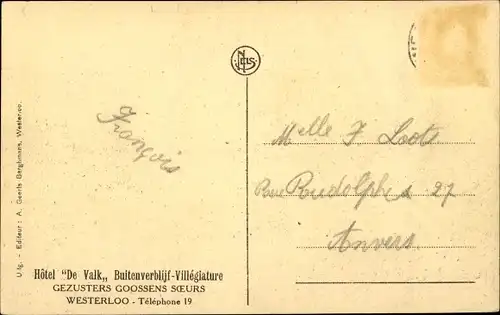 Uitg. - Editeur : A. Geerts Berghmans, Westerloo.
NELS
François
Melle F Loots
Rue Rudolphe 27
Anvers
Hôtel "De Valk„ Buitenverblijf-Villégiature
GEZUSTERS GOOSSENS SŒURS
WESTERLOO - Téléphone 19